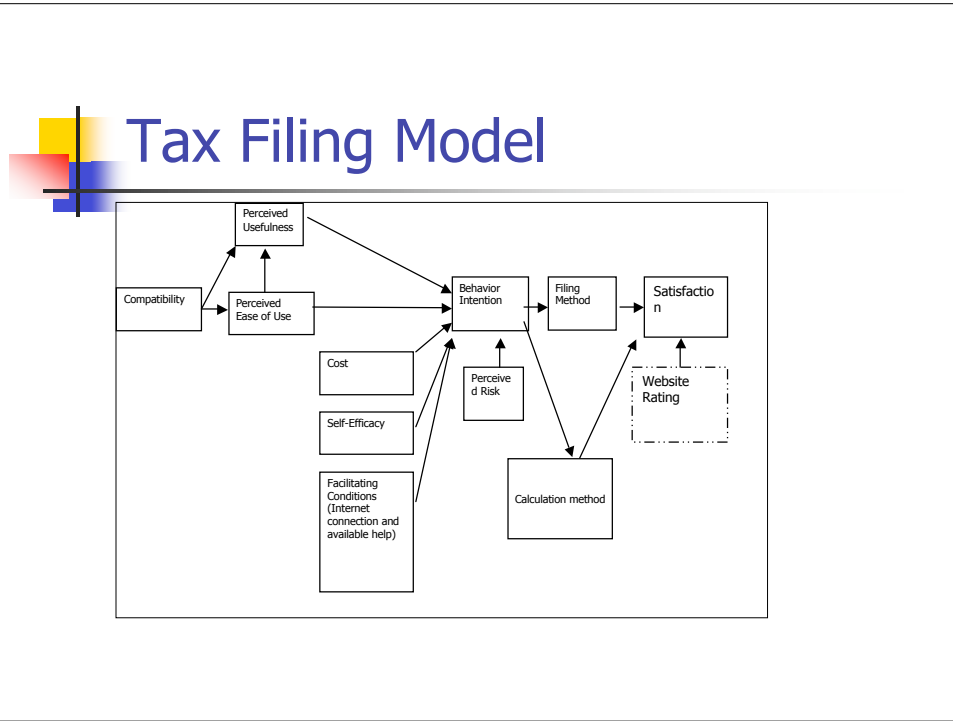 Tax Filing Model
Perceived
Usefulness
Compatibility
Perceived
Ease of Use
Behavior
Intention
Filing
Method
Satisfactio
n
Cost
Perceive
d Risk
Website
Rating
Self-Efficacy
Facilitating
Conditions
(Internet
connection and
available help)
Calculation method